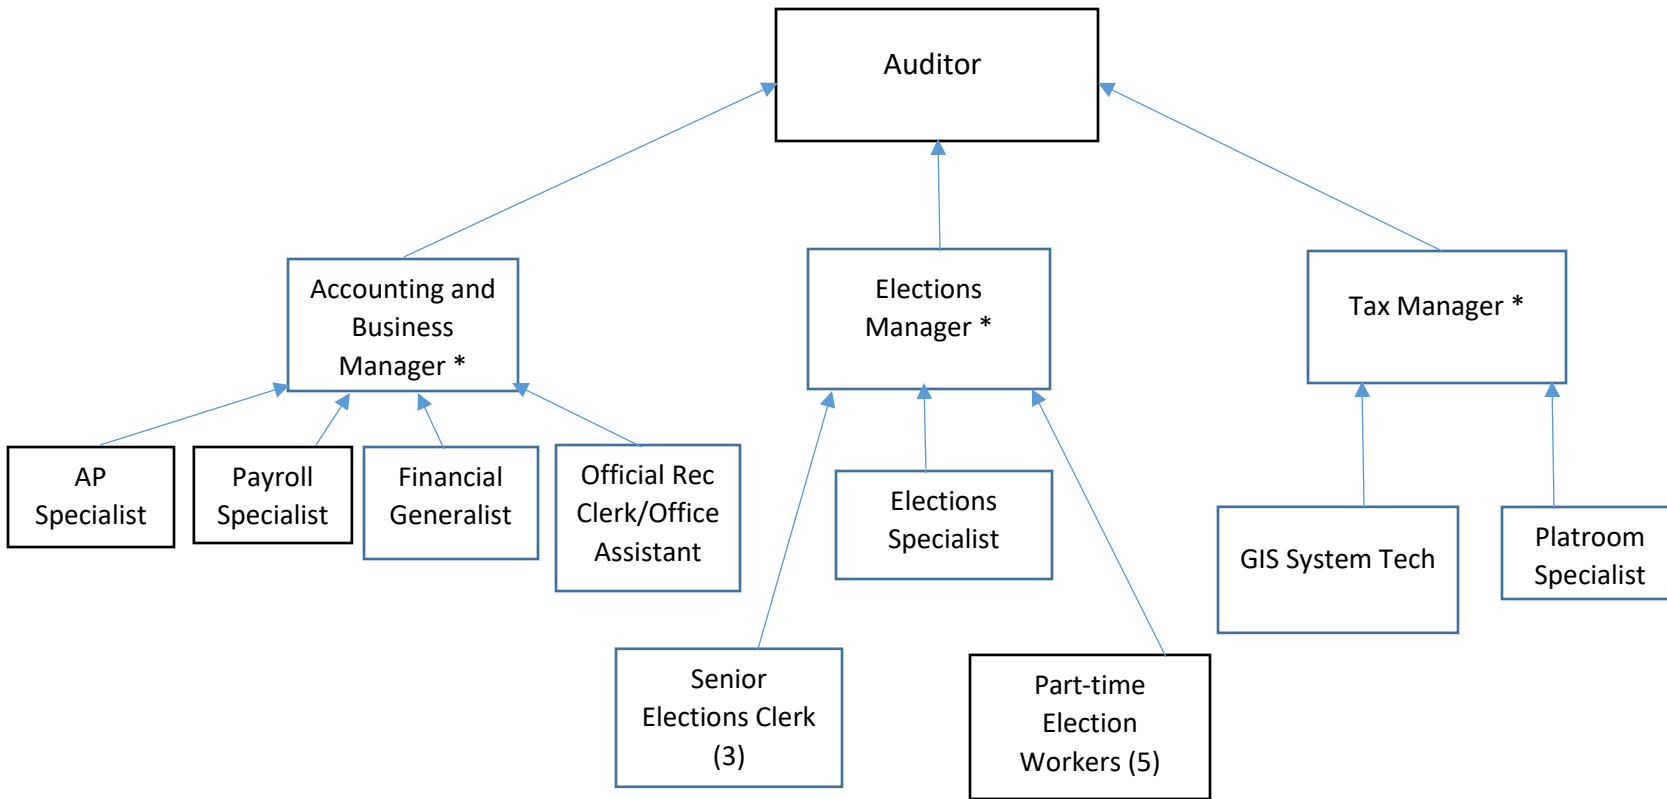 Auditor
Accounting and
Business
Manager *
Elections
Manager *
Tax Manager *
AP
Specialist
Payroll
Specialist
Financial
Generalist
Official Rec
Clerk/Office
Assistant
Elections
Specialist
GIS System Tech
Platroom
Specialist
Senior
Elections Clerk
(3)
Part-time
Election
Workers (5)